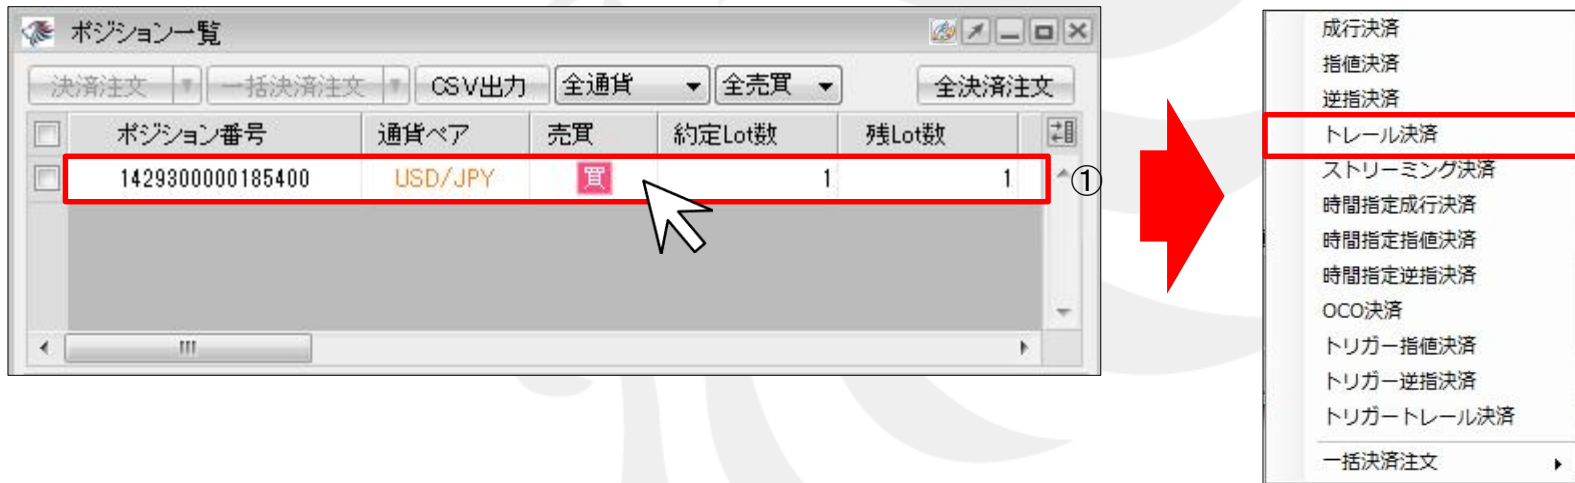 ポジション一覧
決済注文 一括決済注文 CSV出力 全通貨 全売買 全決済注文
ポジション番号 通貨ペア 売買 約定Lot数 残Lot数
1429300000185400 USD/JPY 買 1 1 ①
成行決済
指値決済
逆指決済
トレール決済
ストリーミング決済
時間指定成行決済
時間指定指値決済
時間指定逆指決済
OCO決済
トリガー指値決済
トリガー逆指決済
トリガートレール決済
一括決済注文